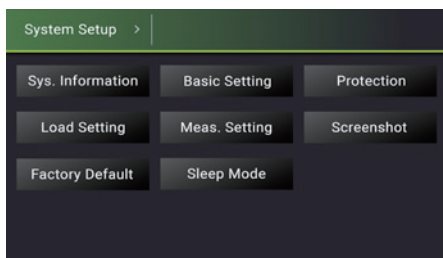 System Setup >
Sys. Information
Basic Setting
Protection
Load Setting
Meas. Setting
Screenshot
Factory Default
Sleep Mode